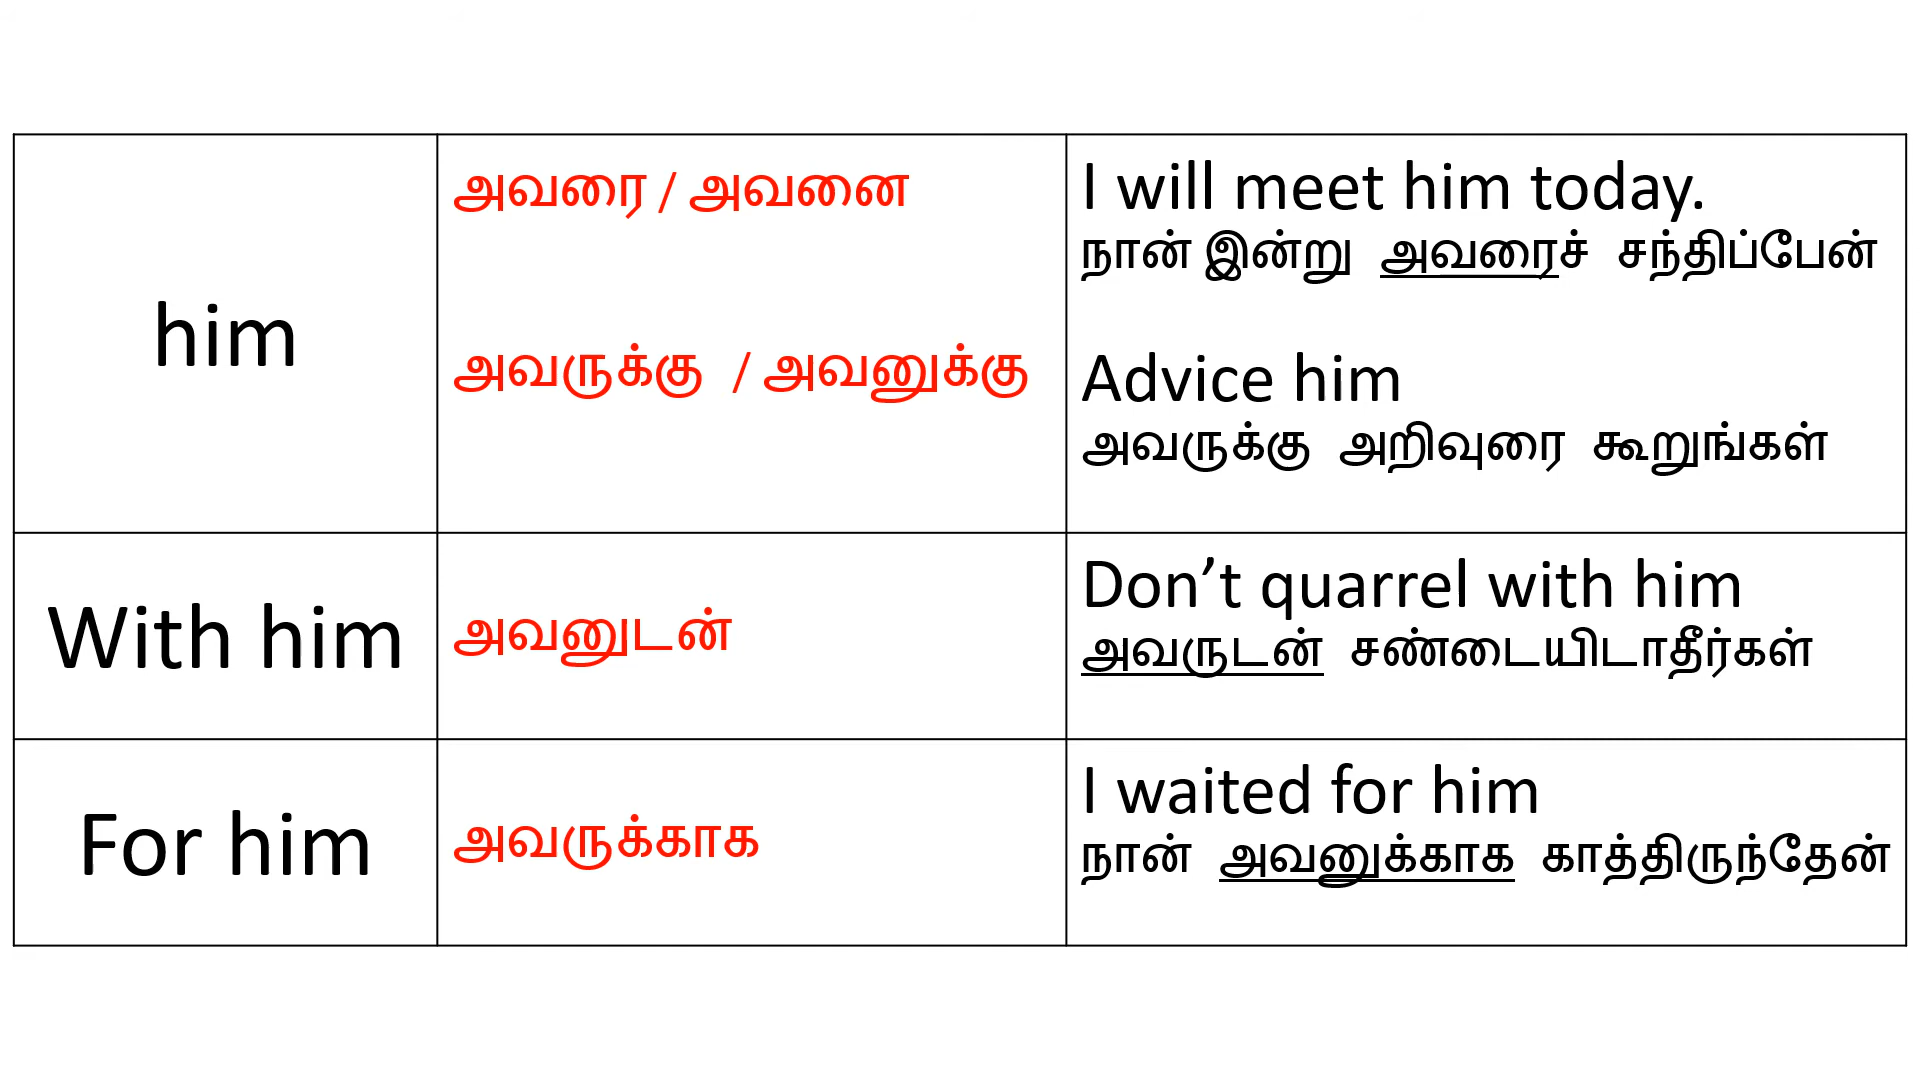 him
அவரை / அவனை
அவருக்கு / அவனுக்கு
I will meet him today.
நான் இன்று அவரைச் சந்திப்பேன்
Advice him
அவருக்கு அறிவுரை கூறுங்கள்
With him
அவனுடன்
Don’t quarrel with him
அவருடன் சண்டையிடாதீர்கள்
For him
அவருக்காக
I waited for him
நான் அவனுக்காக காத்திருந்தேன்